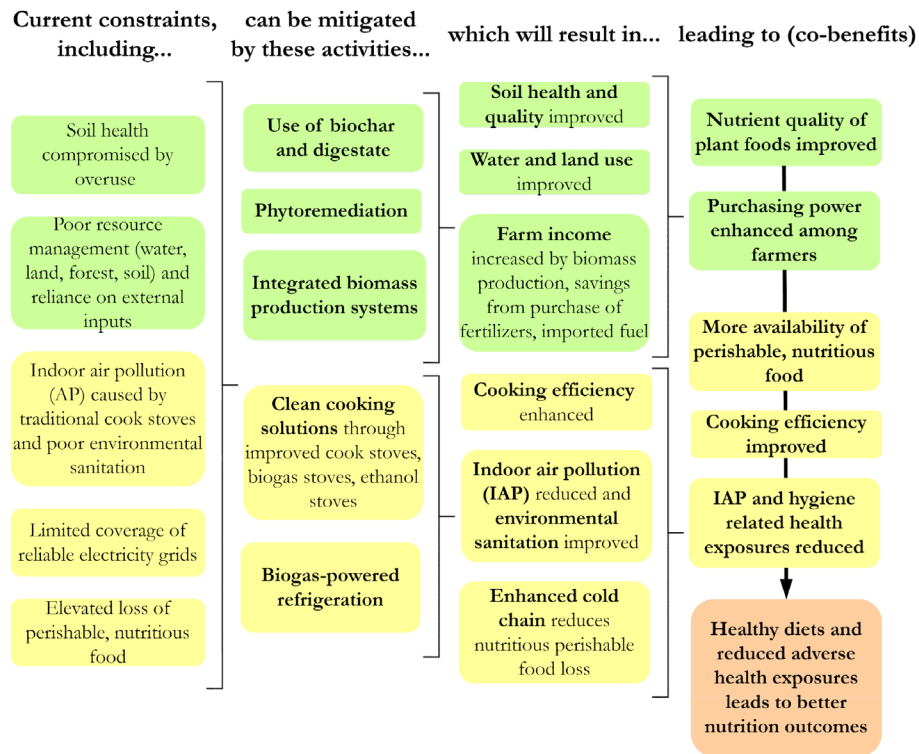 Current constraints,
including...
Soil health
compromised by
overuse
Poor resource
management (water,
land, forest, soil) and
reliance on external
inputs
Indoor air pollution
(AP) caused by
traditional cook stoves
and poor environmental
sanitation
Limited coverage of
reliable electricity grids
Elevated loss of
perishable, nutritious
food
can be mitigated
by these activities...
Use of biochar
and digestate
Phytoremediation
Integrated biomass
production systems
Clean cooking
solutions through
improved cook stoves,
biogas stoves, ethanol
stoves
Biogas-powered
refrigeration
which will result in...
Soil health and
quality improved
Water and land use
improved
Farm income
increased by biomass
production, savings
from purchase of
fertilizers, imported fuel
Cooking efficiency
enhanced
Indoor air pollution
(IAP) reduced and
environmental
sanitation improved
Enhanced cold
chain reduces
nutritious perishable
food loss
leading to (co-benefits)
Nutrient quality of
plant foods improved
Purchasing power
enhanced among
farmers
More availability of
perishable, nutritious
food
Cooking efficiency
improved
IAP and hygiene
related health
exposures reduced
Healthy diets and
reduced adverse
health exposures
leads to better
nutrition outcomes